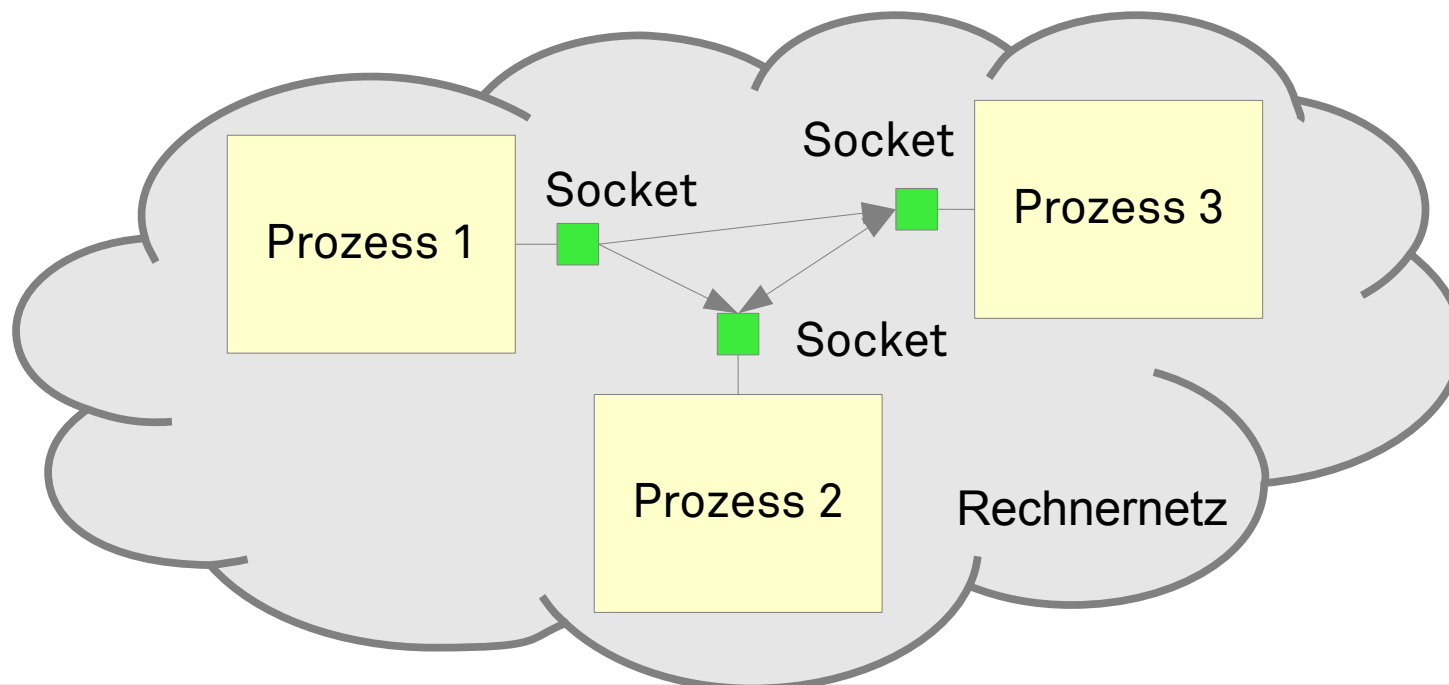 Socket
Prozess 3
Socket
Prozess 1
Socket
Prozess 2
Rechnernetz